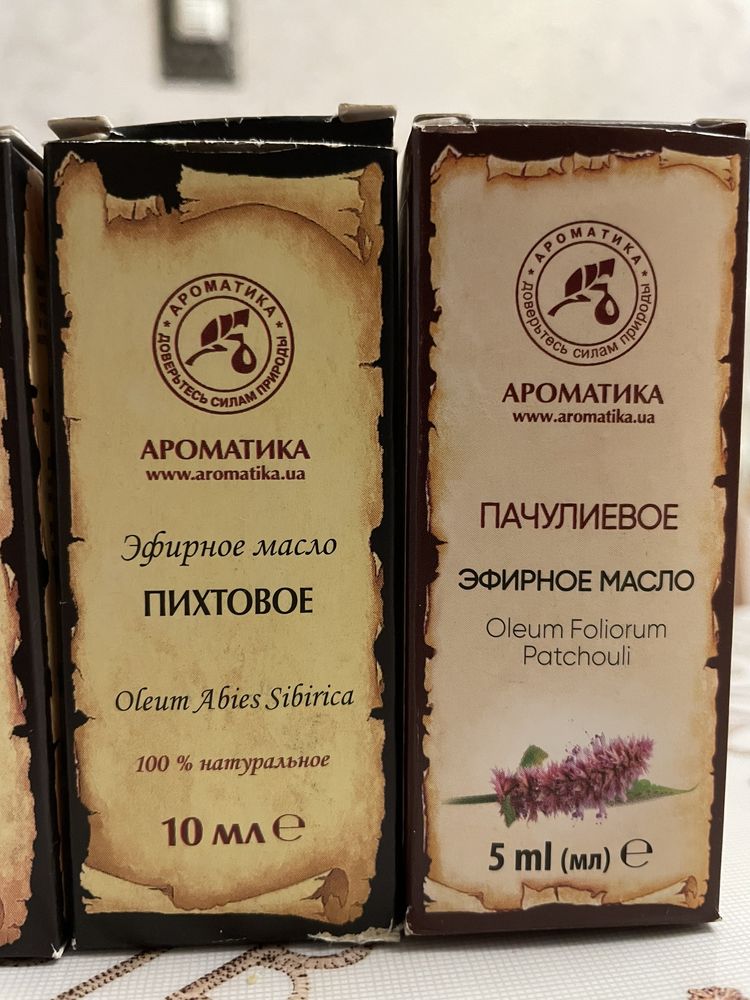 АРОМАТИКА
ДОВЕРЬТЕСЬ СИЛАМ ПРИРОДЫ
АРОМАТИКА
www.aromatika.ua
Эфирное масло
ПИХТОВОЕ
Oleum Abies Sibirica
100 % натуральное
10 мл ℮
АРОМАТИКА
доверьтесь силам природы
АРОМАТИКА
www.aromatika.ua
ПАЧУЛИЕВОЕ
ЭФИРНОЕ МАСЛО
Oleum Foliorum
Patchouli
5 ml (мл) ℮